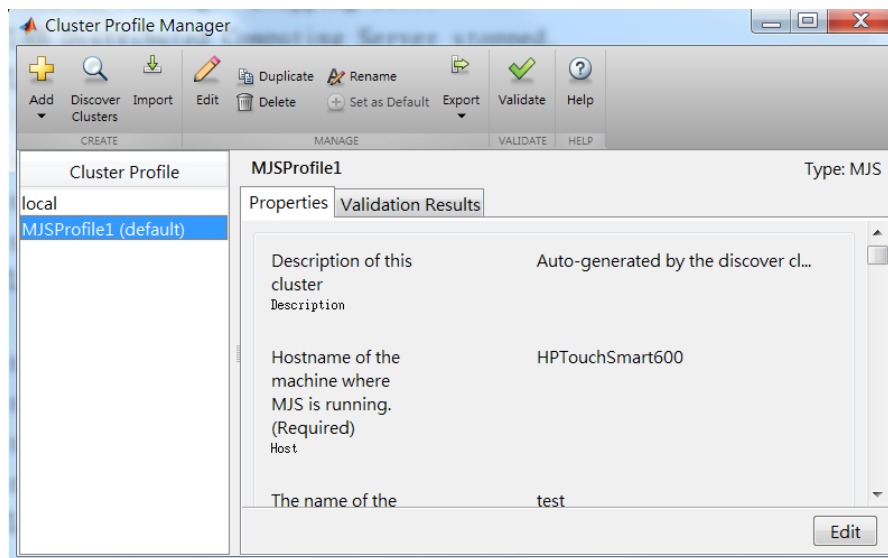 Cluster Profile Manager
Computing Server stopped.
Add
Discover Clusters
Import
Edit
Duplicate
Delete
Rename
Set as Default
Export
Validate
Help
CREATE
MANAGE
VALIDATE
HELP
Cluster Profile
local
MJSProfile1 (default)
MJSProfile1
Type: MJS
Properties
Validation Results
Description of this
cluster
Description
Auto-generated by the discover cl...
Hostname of the
machine where
MJS is running.
(Required)
Host
HPTouchSmart600
The name of the
test
Edit